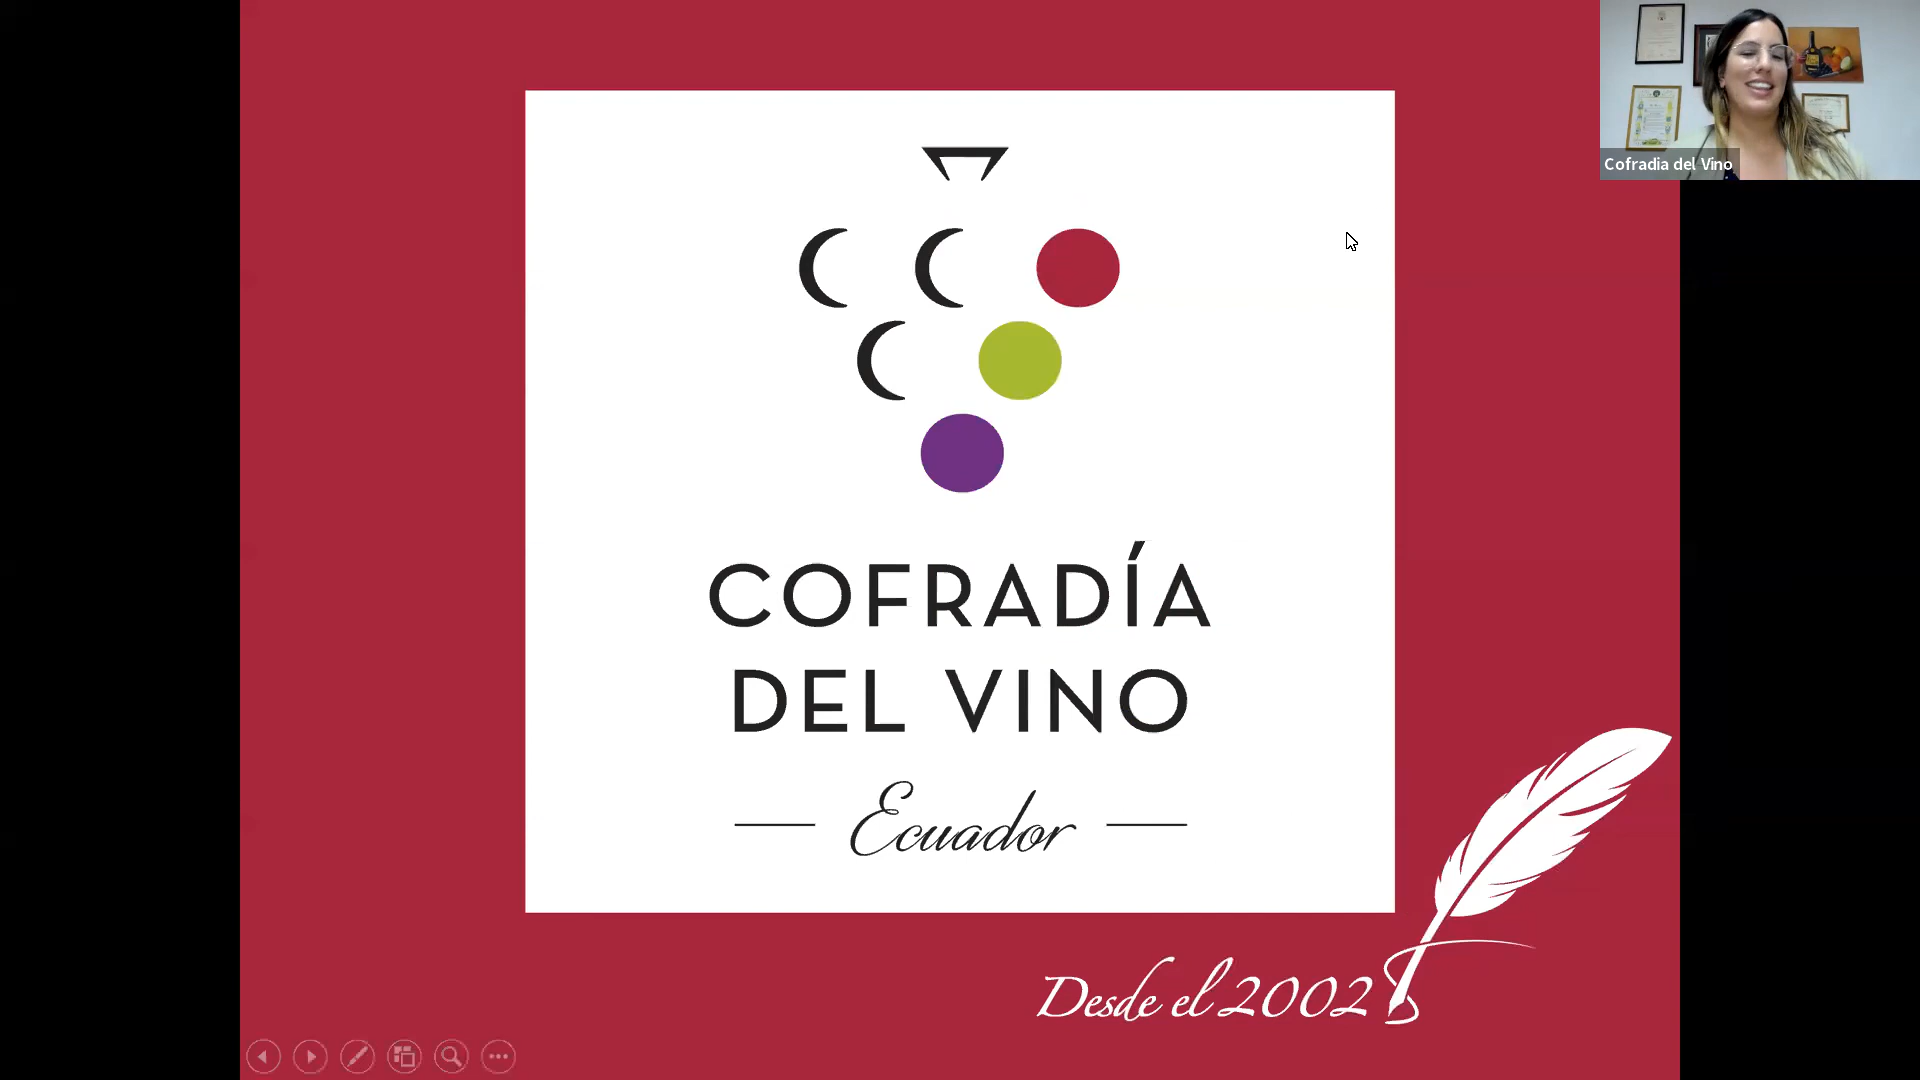 Cofradia del Vino
COFRADÍA
DEL VINO
Ecuador
Desde el 2002